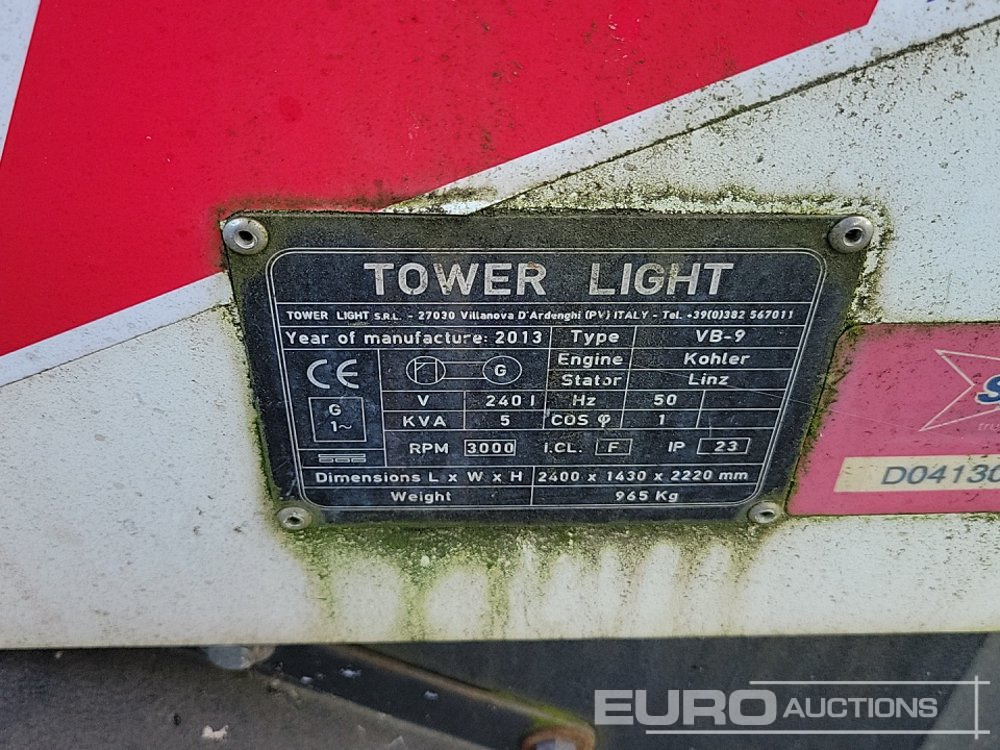 TOWER LIGHT
TOWER LIGHT S.R.L. - 27030 Villanova D'Ardenghi (PV) ITALY - Tel. +39(0)382 567011
Year of manufacture: 2013 Type VB-9
Engine Kohler
CE G
Stator Linz
V 240 I Hz 50
G
1~ KVA 5 COS φ 1
RPM 3000 I.CL. F IP 23
Dimensions L x W x H 2400 x 1430 x 2220 mm
Weight 965 Kg
EURO AUCTIONS